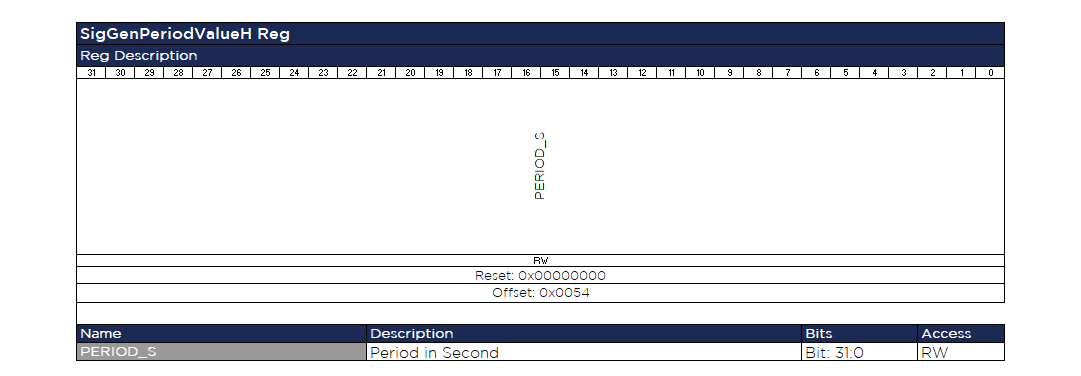 SigGenPeriodValueH Reg
Reg Description
31 30 29 28 27 26 25 24 23 22 21 20 19 18 17 16 15 14 13 12 11 10 9 8 7 6 5 4 3 2 1 0
PERIOD_S
RW
Reset: 0x00000000
Offset: 0x0054
Name Description Bits Access
PERIOD_S Period in Second Bit: 31:0 RW